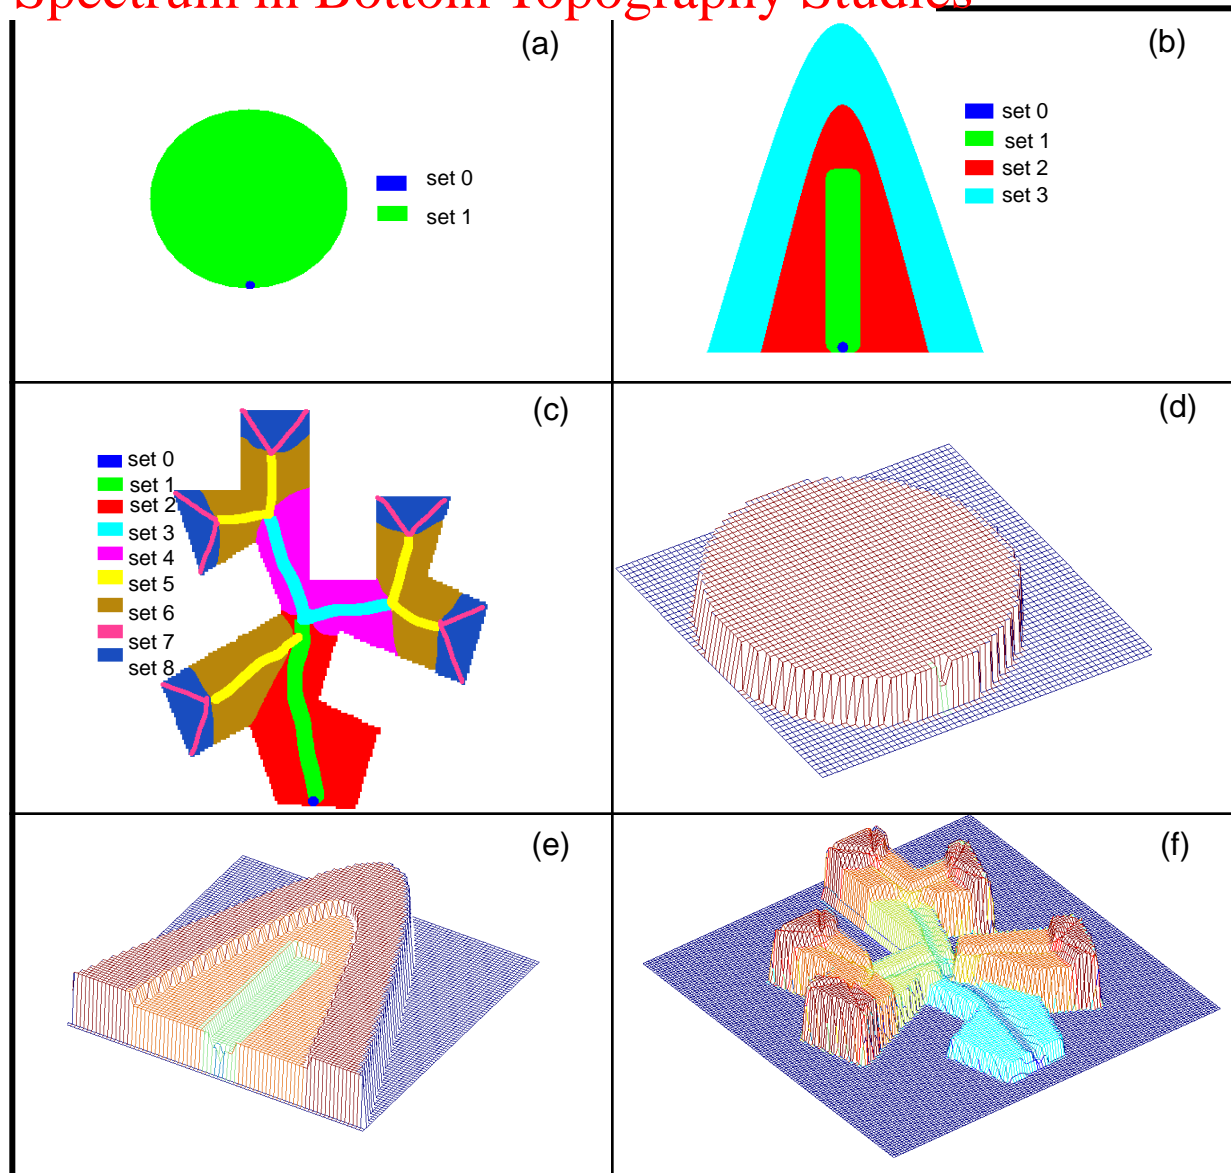 Spectrum in Bottom Topography Studies
(a)
set 0
set 1
(b)
set 0
set 1
set 2
set 3
(c)
set 0
set 1
set 2
set 3
set 4
set 5
set 6
set 7
set 8
(d)
(e)
(f)